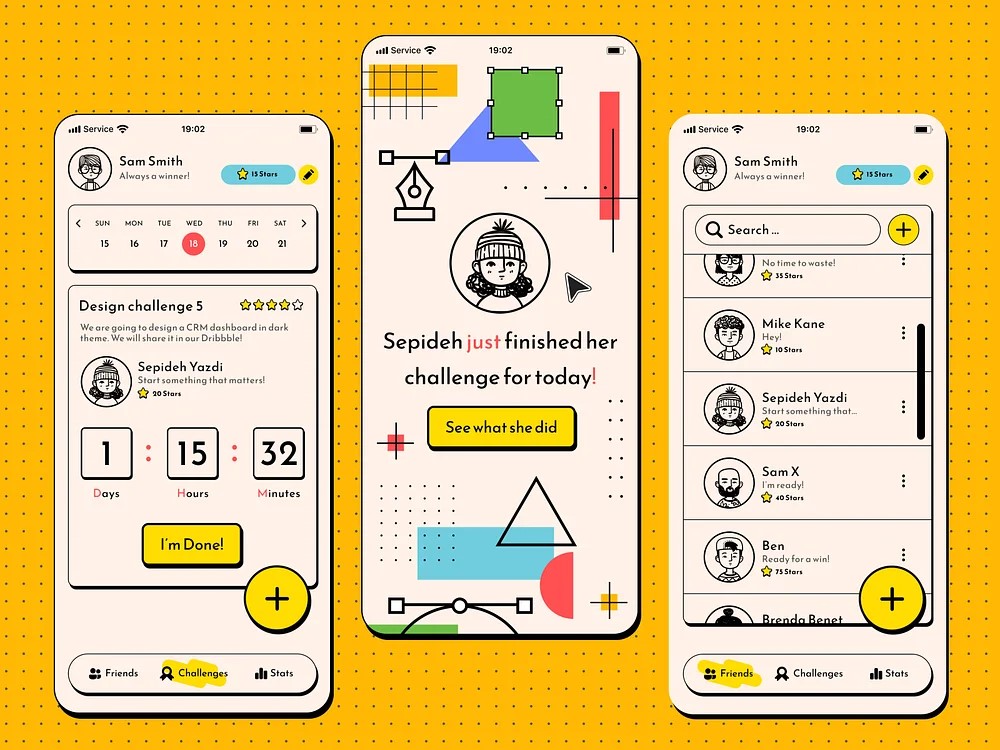 Service
19:02
Sam Smith
Always a winner!
15 Stars
SUN MON TUE WED THU FRI SAT
15 16 17 18 19 20 21
Design challenge 5
We are going to design a CRM dashboard in dark
theme. We will share it in our Dribbble!
Sepideh Yazdi
Start something that matters!
20 Stars
1 : 15 : 32
Days Hours Minutes
I'm Done!
Friends Challenges Stats
Service
19:02
Sepideh just finished her
challenge for today!
See what she did
Service
19:02
Sam Smith
Always a winner!
15 Stars
Search ...
No time to waste!
35 Stars
Mike Kane
Hey!
10 Stars
Sepideh Yazdi
Start something that...
20 Stars
Sam X
I'm ready!
40 Stars
Ben
Ready for a win!
75 Stars
Brenda Benet
Friends Challenges Stats